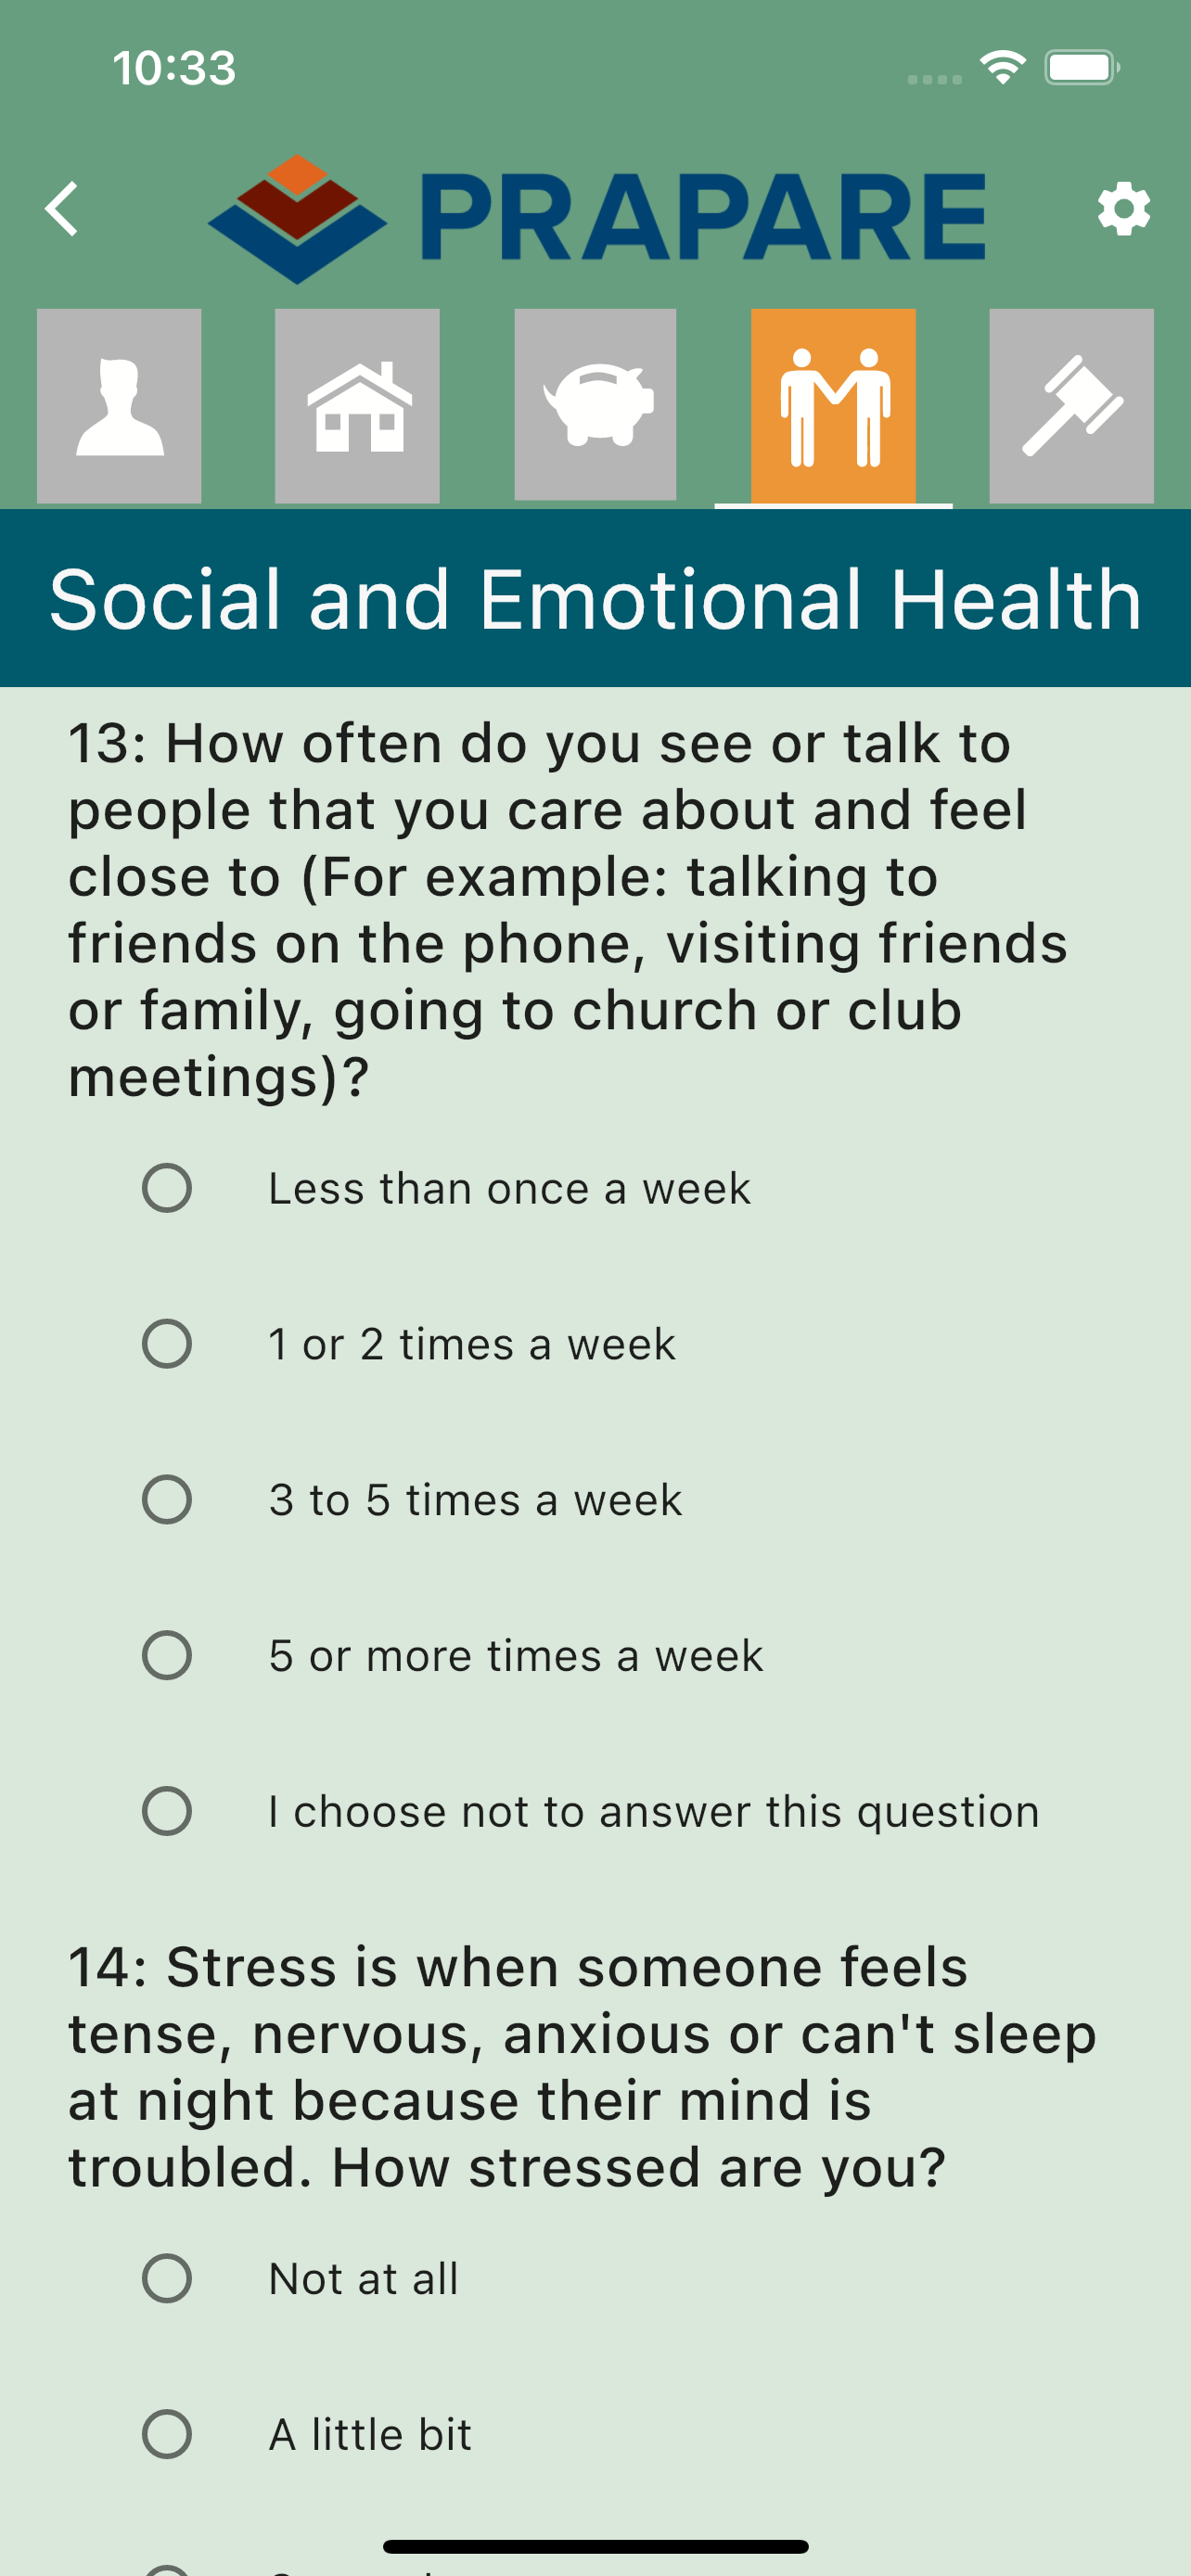 10:33
PRAPARE
Social and Emotional Health
13: How often do you see or talk to
people that you care about and feel
close to (For example: talking to
friends on the phone, visiting friends
or family, going to church or club
meetings)?
Less than once a week
1 or 2 times a week
3 to 5 times a week
5 or more times a week
I choose not to answer this question
14: Stress is when someone feels
tense, nervous, anxious or can't sleep
at night because their mind is
troubled. How stressed are you?
Not at all
A little bit